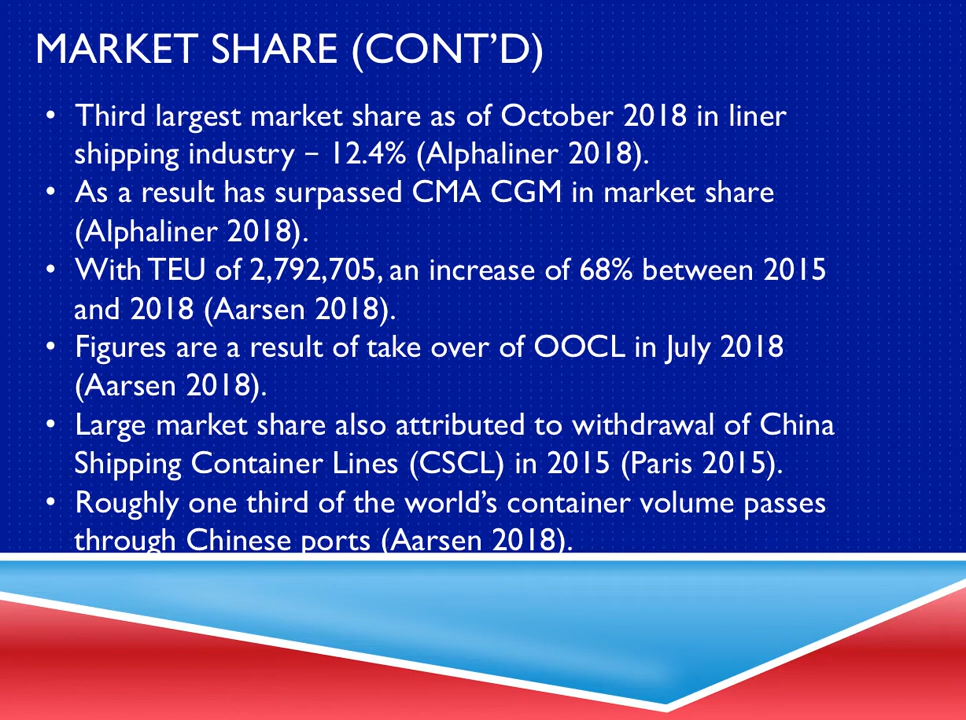 MARKET SHARE (CONT’D)
• Third largest market share as of October 2018 in liner
shipping industry – 12.4% (Alphaliner 2018).
• As a result has surpassed CMA CGM in market share
(Alphaliner 2018).
• With TEU of 2,792,705, an increase of 68% between 2015
and 2018 (Aarsen 2018).
• Figures are a result of take over of OOCL in July 2018
(Aarsen 2018).
• Large market share also attributed to withdrawal of China
Shipping Container Lines (CSCL) in 2015 (Paris 2015).
• Roughly one third of the world’s container volume passes
through Chinese ports (Aarsen 2018).